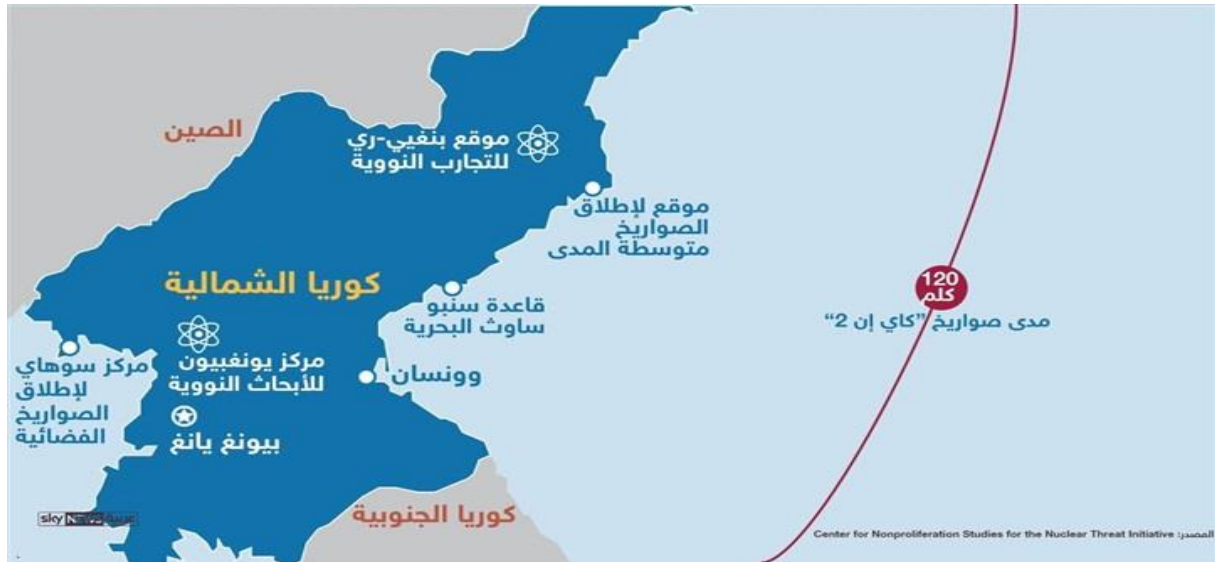 الصين
موقع بنغيي-ري
للتجارب النووية
موقع لإطلاق
الصواريخ
متوسطة المدى
كوريا الشمالية
قاعدة سنبو
ساوث البحرية
120
كلم
مدى صواريخ "كاي إن 2"
مركز يونغبيون
للأبحاث النووية
وونسان
مركز سوهاي
لإطلاق
الصواريخ
الفضائية
بيونغ يانغ
كوريا الجنوبية
sky news عربية
المصدر: Center for Nonproliferation Studies for the Nuclear Threat Initiative